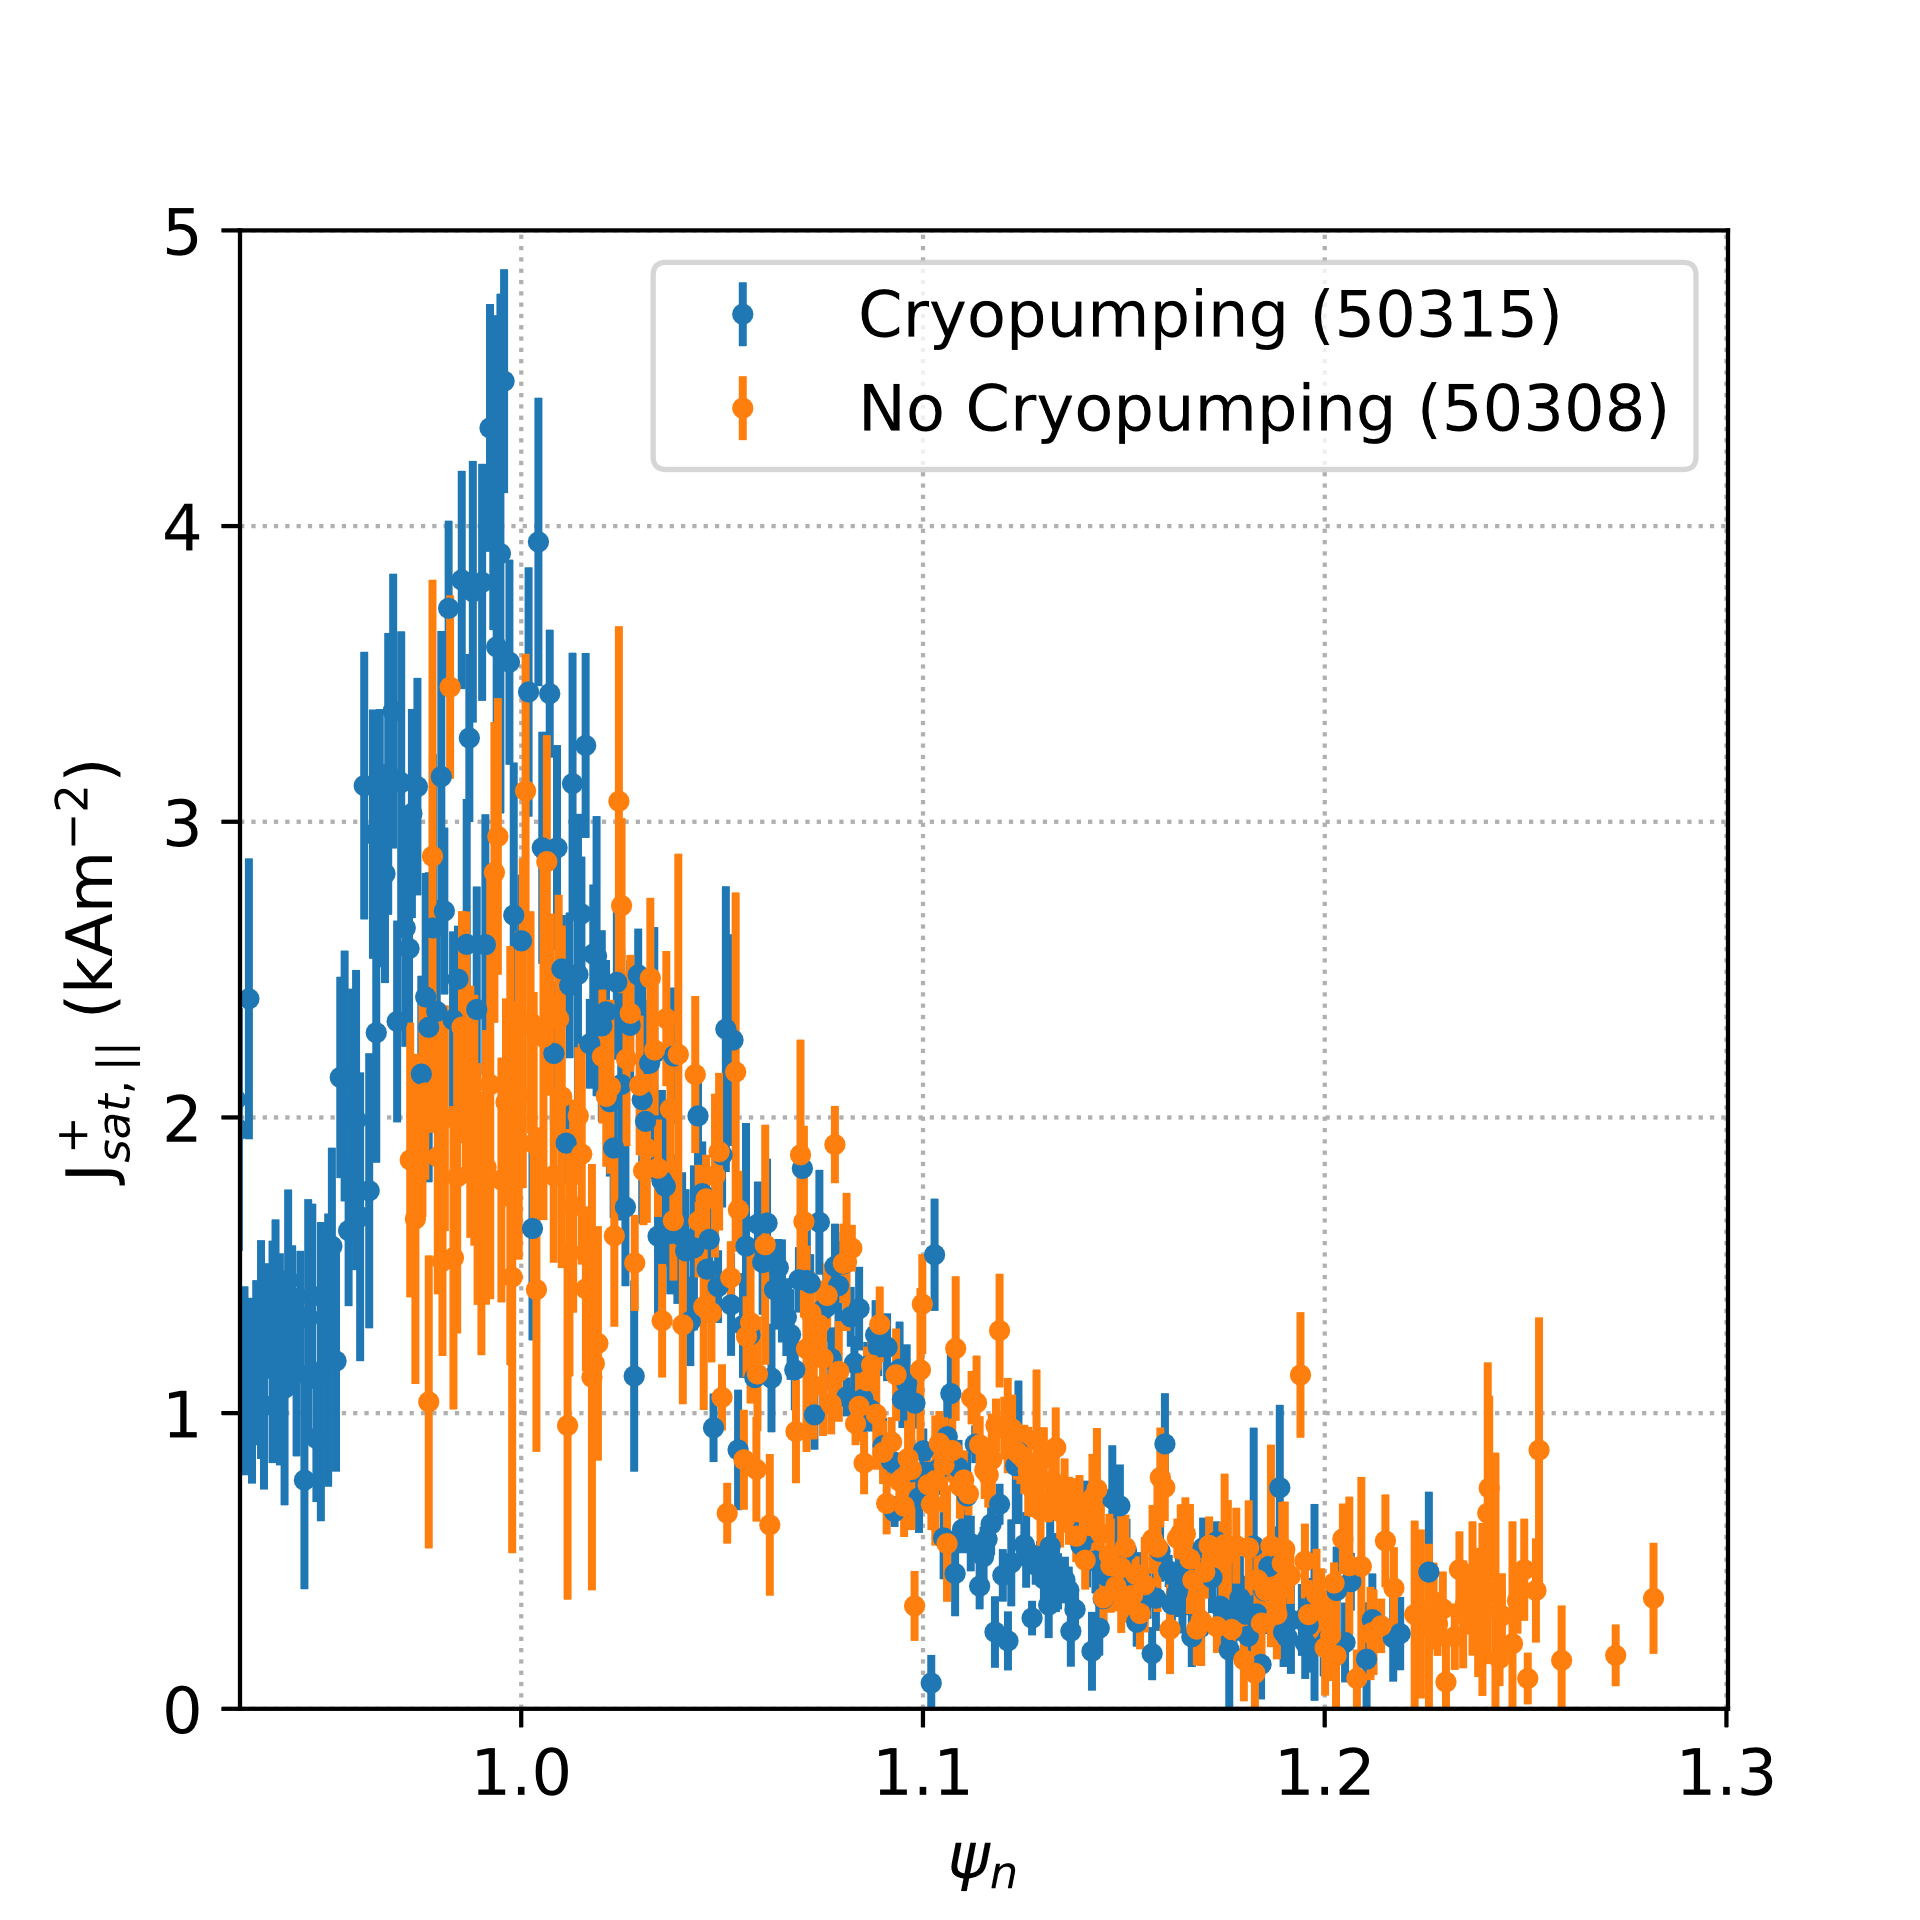 5
4
3
2
1
0
1.0
1.1
1.2
1.3
J⁺sat, || (kAm⁻²)
ψn
Cryopumping (50315)
No Cryopumping (50308)